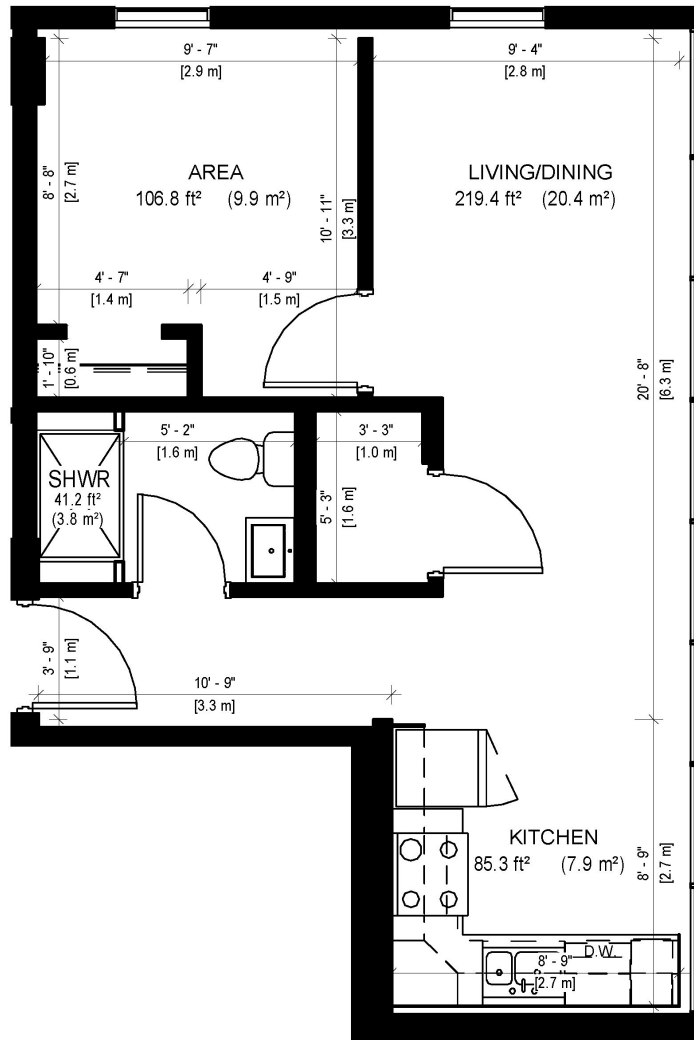 9' - 7"
[2.9 m]
9' - 4"
[2.8 m]
8' - 8"
[2.7 m]
AREA
106.8 ft² (9.9 m²)
10' - 11"
[3.3 m]
LIVING/DINING
219.4 ft² (20.4 m²)
4' - 7"
[1.4 m]
4' - 9"
[1.5 m]
1' - 10"
[0.6 m]
20' - 8"
[6.3 m]
5' - 2"
[1.6 m]
3' - 3"
[1.0 m]
SHWR
41.2 ft²
(3.8 m²)
5' - 3"
[1.6 m]
3' - 9"
[1.1 m]
10' - 9"
[3.3 m]
KITCHEN
85.3 ft² (7.9 m²)
8' - 9"
[2.7 m]
D.W.
8' - 9"
[2.7 m]